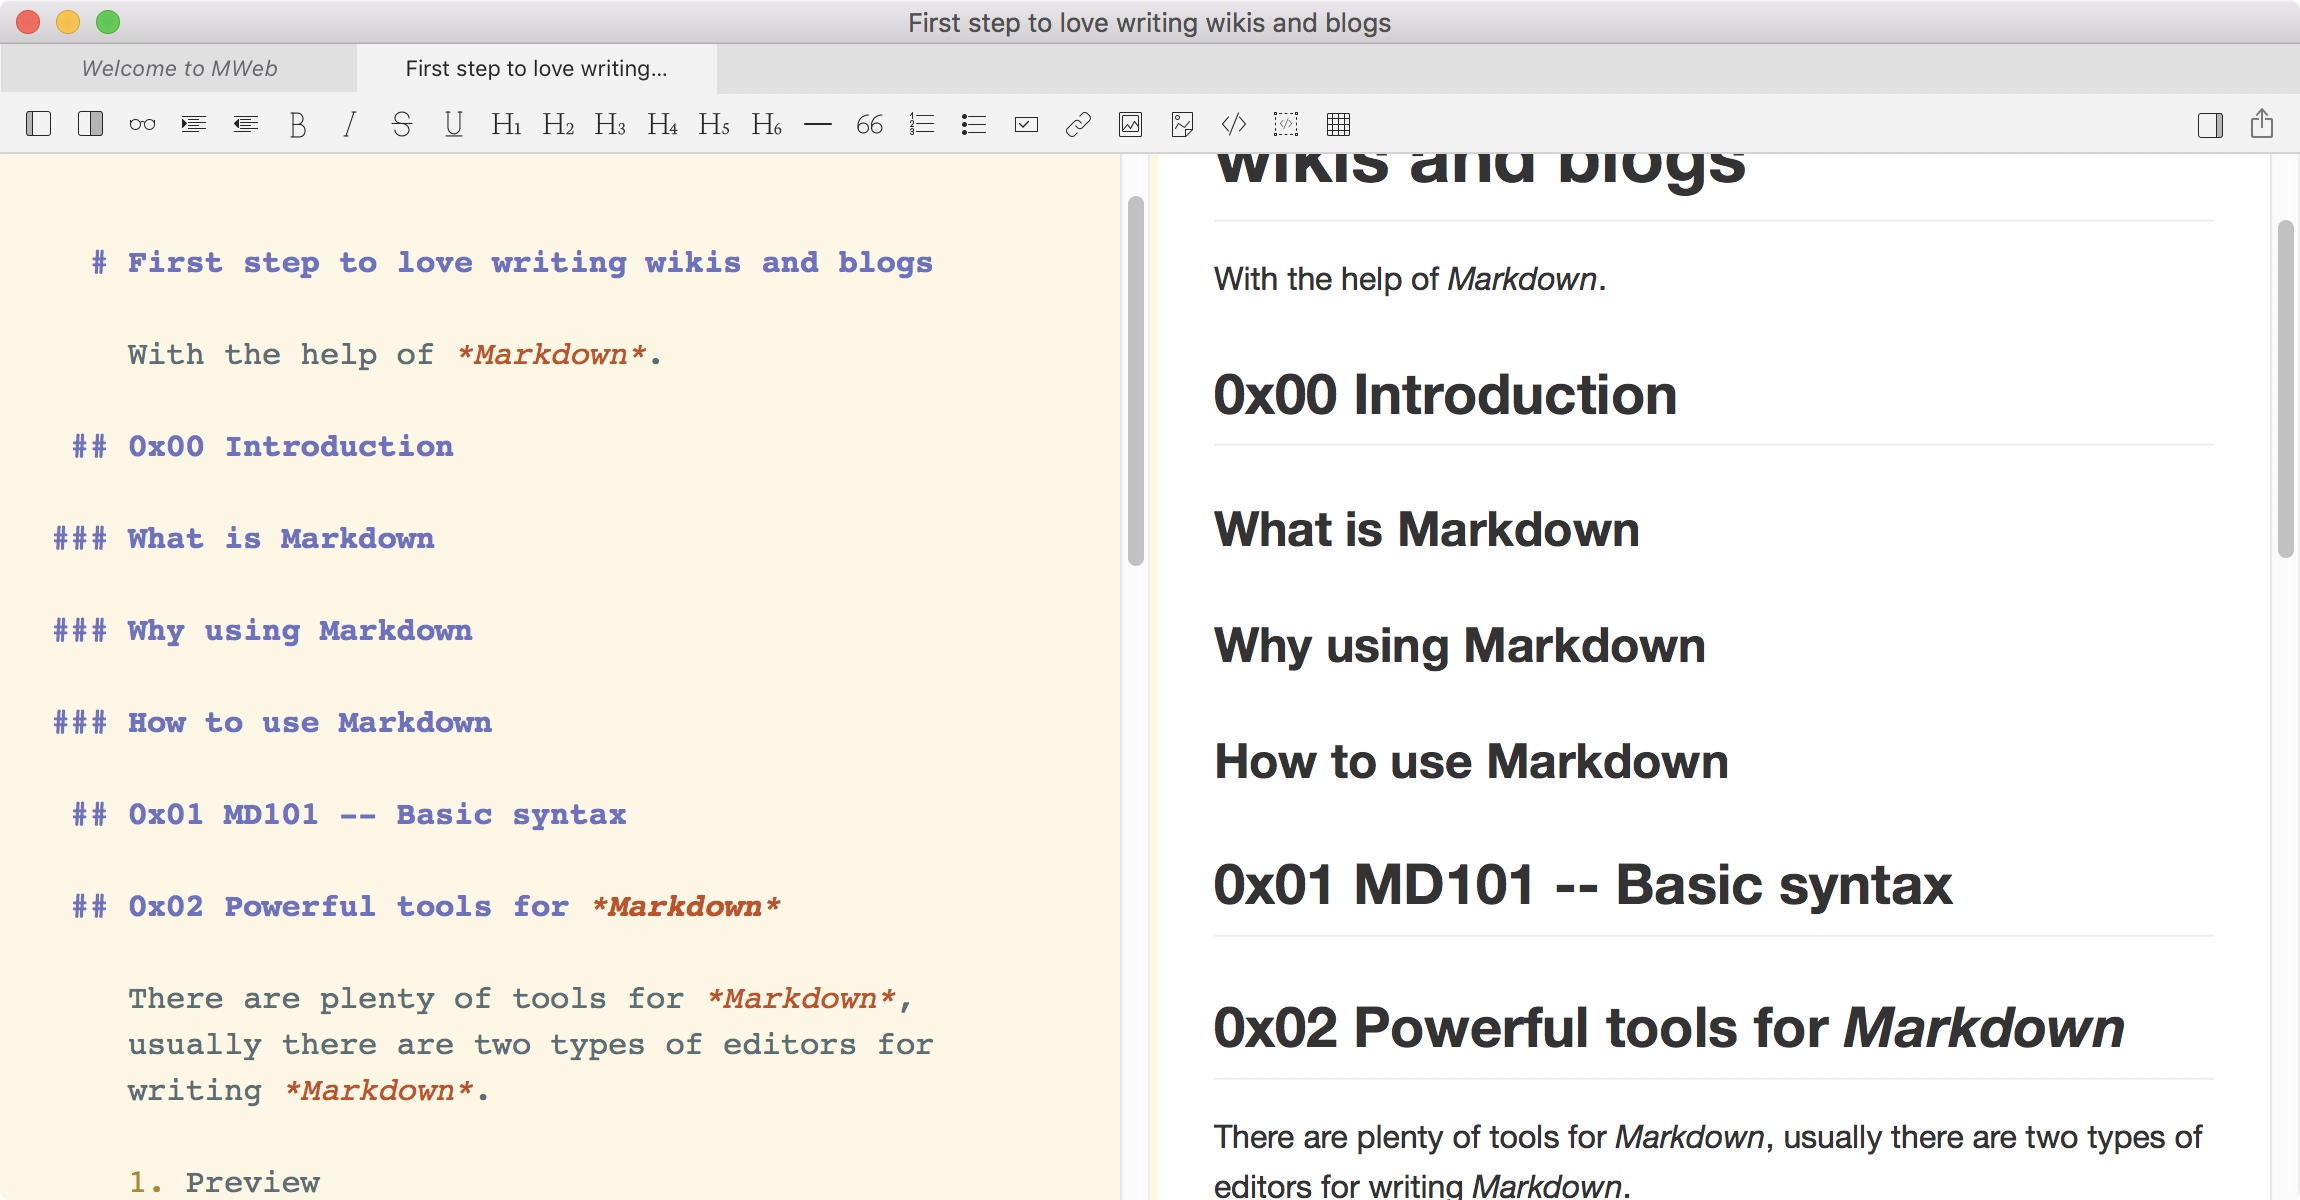 First step to love writing wikis and blogs
Welcome to MWeb
First step to love writing...
B I S U H1 H2 H3 H4 H5 H6 66
# First step to love writing wikis and blogs
With the help of *Markdown*.
## 0x00 Introduction
### What is Markdown
### Why using Markdown
### How to use Markdown
## 0x01 MD101 -- Basic syntax
## 0x02 Powerful tools for *Markdown*
There are plenty of tools for *Markdown*,
usually there are two types of editors for
writing *Markdown*.
1. Preview
wikis and blogs
With the help of Markdown.
0x00 Introduction
What is Markdown
Why using Markdown
How to use Markdown
0x01 MD101 -- Basic syntax
0x02 Powerful tools for Markdown
There are plenty of tools for Markdown, usually there are two types of
editors for writing Markdown.